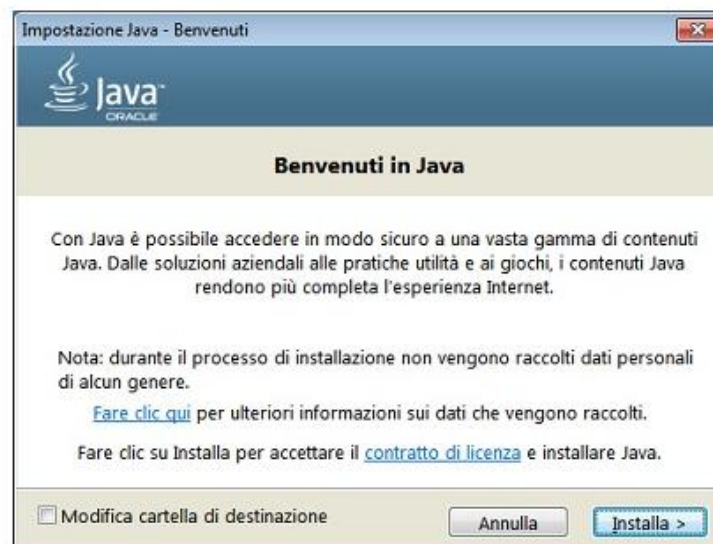 Impostazione Java - Benvenuti
Java™
ORACLE
Benvenuti in Java
Con Java è possibile accedere in modo sicuro a una vasta gamma di contenuti
Java. Dalle soluzioni aziendali alle pratiche utilità e ai giochi, i contenuti Java
rendono più completa l'esperienza Internet.
Nota: durante il processo di installazione non vengono raccolti dati personali
di alcun genere.
Fare clic qui per ulteriori informazioni sui dati che vengono raccolti.
Fare clic su Installa per accettare il contratto di licenza e installare Java.
Modifica cartella di destinazione
Annulla
Installa >